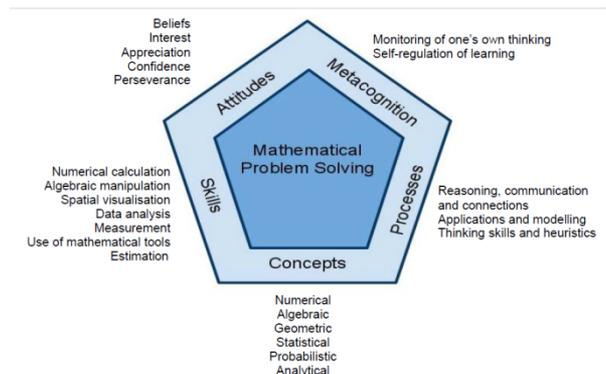 Beliefs
Interest
Appreciation
Confidence
Perseverance
Monitoring of one's own thinking
Self-regulation of learning
Attitudes
Metacognition
Mathematical
Problem Solving
Numerical calculation
Algebraic manipulation
Spatial visualisation
Data analysis
Measurement
Use of mathematical tools
Estimation
Skills
Processes
Reasoning, communication
and connections
Applications and modelling
Thinking skills and heuristics
Concepts
Numerical
Algebraic
Geometric
Statistical
Probabilistic
Analytical